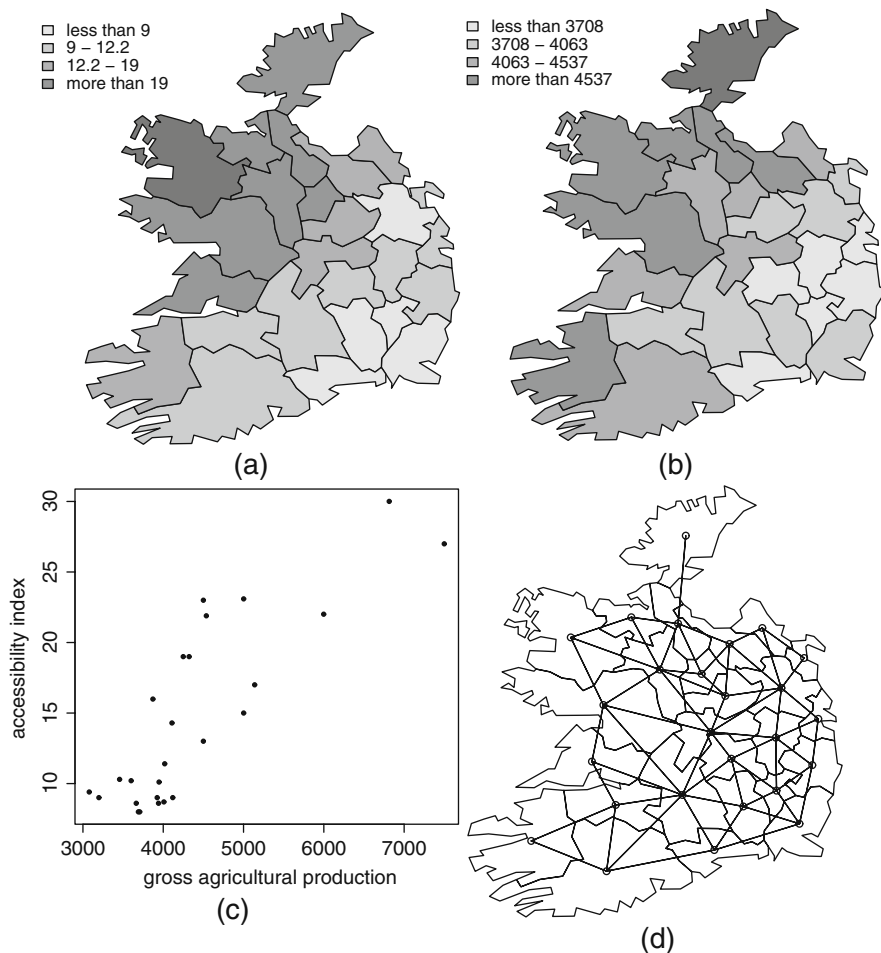 less than 9
9 – 12.2
12.2 – 19
more than 19
(a)
less than 3708
3708 – 4063
4063 – 4537
more than 4537
(b)
accessibility index
30
25
20
15
10
3000 4000 5000 6000 7000
gross agricultural production
(c)
(d)